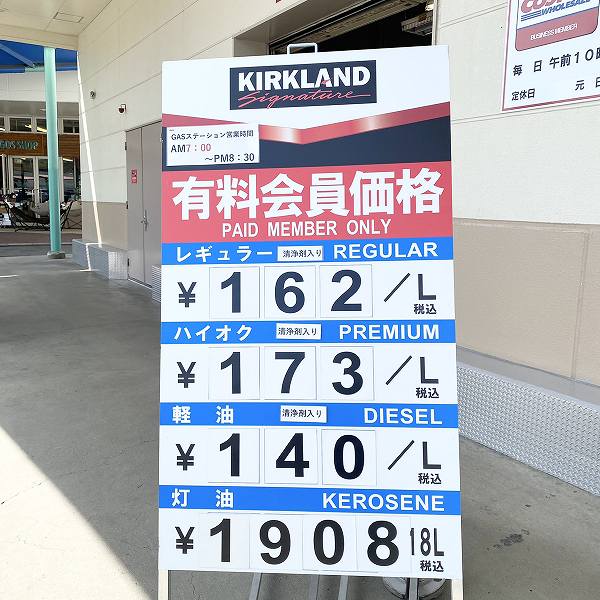 KIRKLAND
Signature
GASステーション営業時間
AM7：00
～PM8：30
有料会員価格
PAID MEMBER ONLY
レギュラー 清浄剤入り REGULAR
¥162/L
税込
ハイオク 清浄剤入り PREMIUM
¥173/L
税込
軽油 清浄剤入り DIESEL
¥140/L
税込
灯油 KEROSENE
¥1908 18L
税込
WHOLESALE
BUSINESS MEMBER
毎日 午前10
定休日 元
SHOP